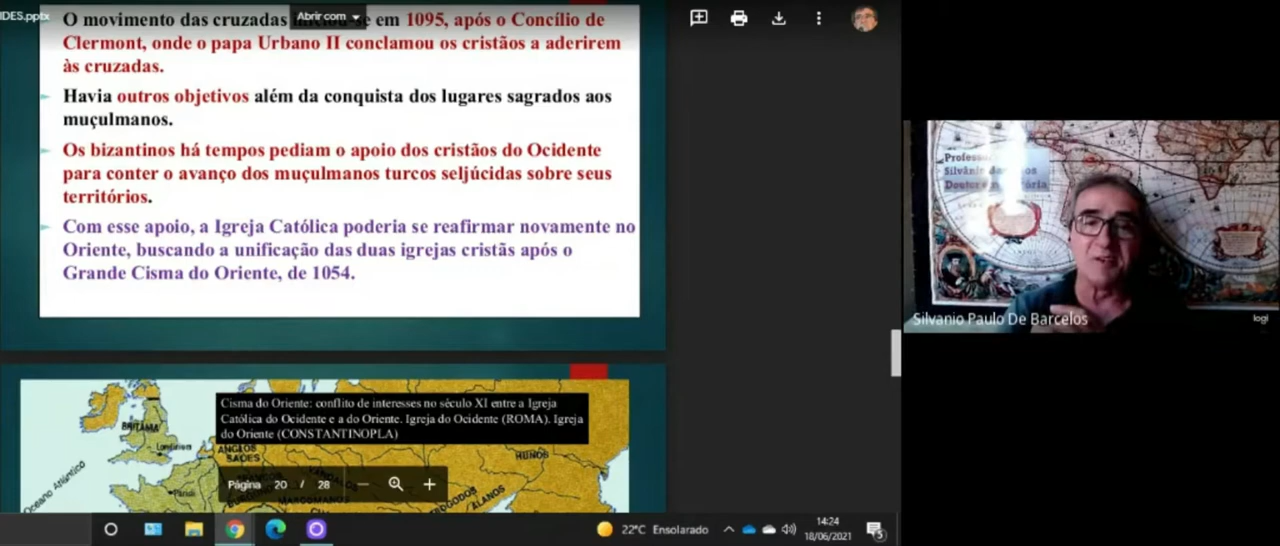 IDES.pptx
Abrir com
O movimento das cruzadas em 1095, após o Concílio de
Clermont, onde o papa Urbano II conclamou os cristãos a aderirem
às cruzadas.
Havia outros objetivos além da conquista dos lugares sagrados aos
muçulmanos.
Os bizantinos há tempos pediam o apoio dos cristãos do Ocidente
para conter o avanço dos muçulmanos turcos seljúcidas sobre seus
territórios.
Com esse apoio, a Igreja Católica poderia se reafirmar novamente no
Oriente, buscando a unificação das duas igrejas cristãs após o
Grande Cisma do Oriente, de 1054.
Cisma do Oriente: conflito de interesses no século XI entre a Igreja
Católica do Ocidente e a do Oriente. Igreja do Ocidente (ROMA). Igreja
do Oriente (CONSTANTINOPLA)
BRITÂNIA
ANGLOS
HUNOS
Oceano Atlântico
ALANOS
Página 20 / 28
Silvanio Paulo De Barcelos
logi
22°C Ensolarado
14:24
18/06/2021
5